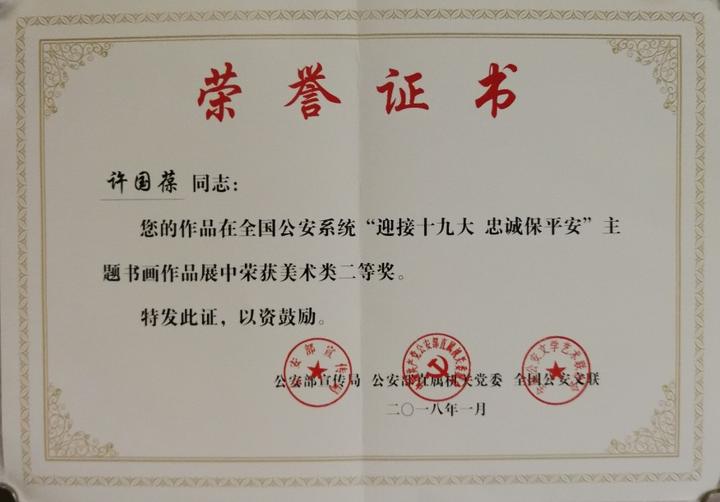 荣誉证书
许国葆 同志：
您的作品在全国公安系统“迎接十九大 忠诚保平安”主
题书画作品展中荣获美术类二等奖。
特发此证，以资鼓励。
公安部宣传局 公安部直属机关党委 全国公安文联
二〇一八年一月